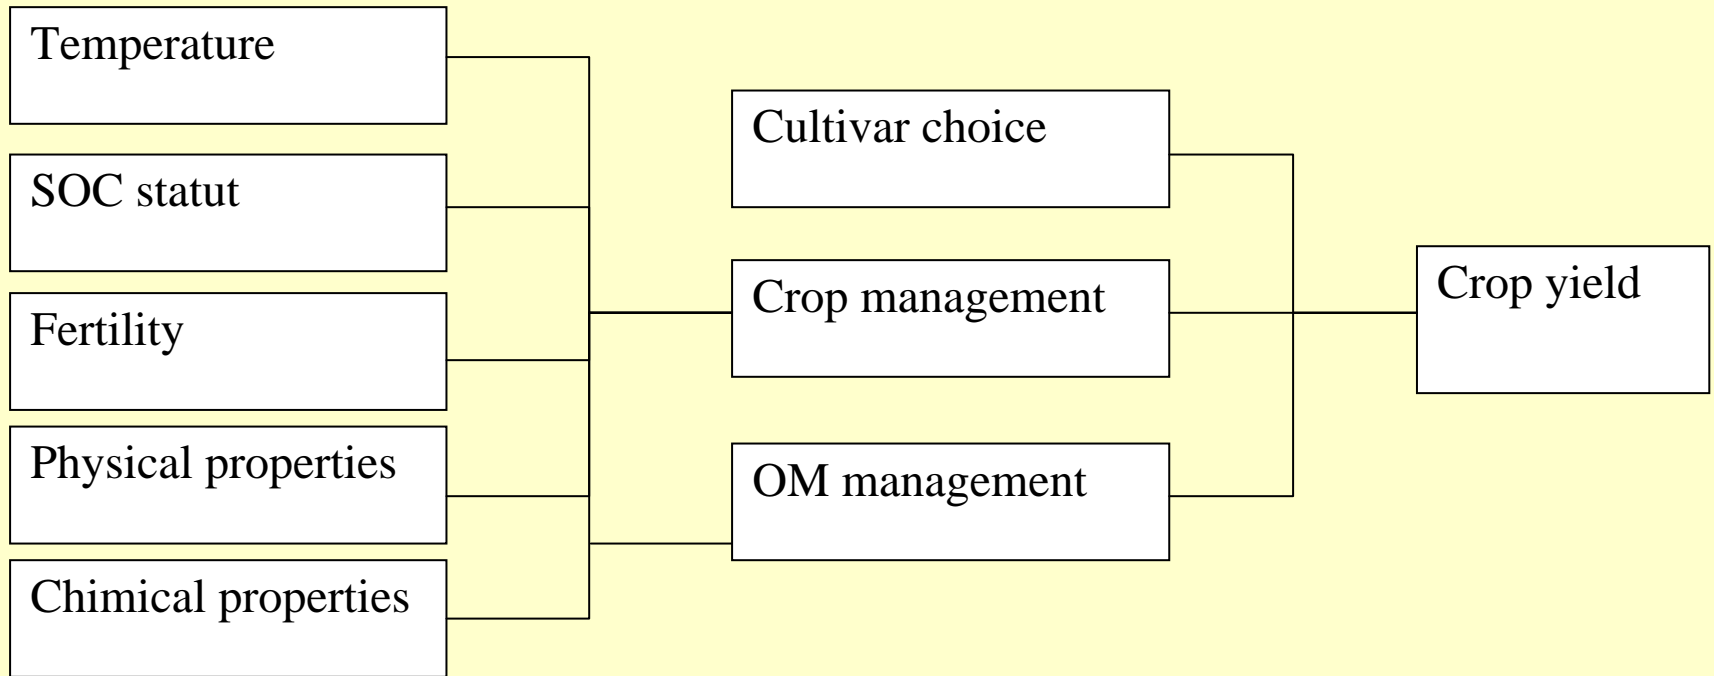 Temperature
SOC statut
Fertility
Physical properties
Chimical properties
Cultivar choice
Crop management
OM management
Crop yield